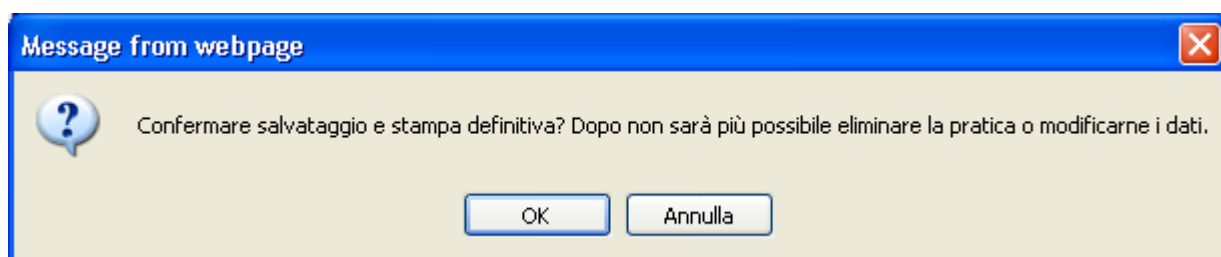 Message from webpage
Confermare salvataggio e stampa definitiva? Dopo non sarà più possibile eliminare la pratica o modificarne i dati.
OK
Annulla